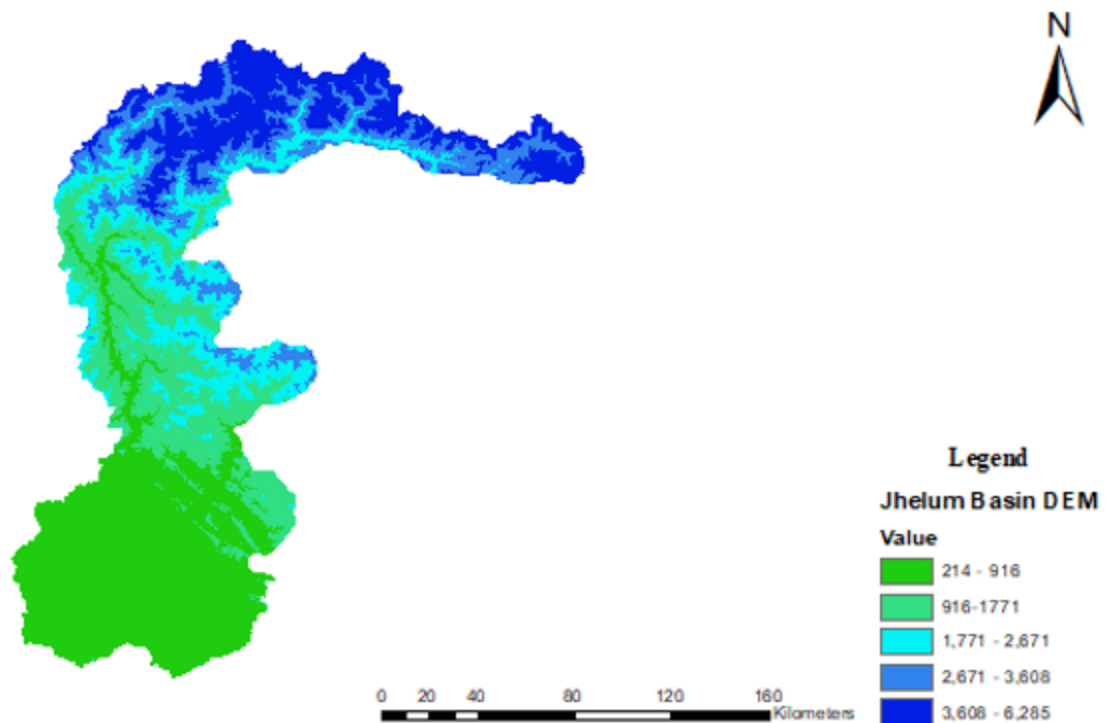 N
Legend
Jhelum Basin DEM
Value
214 - 916
916-1771
1,771 - 2,671
2,671 - 3,608
3,608 - 6,285
0 20 40 80 120 160
Kilometers